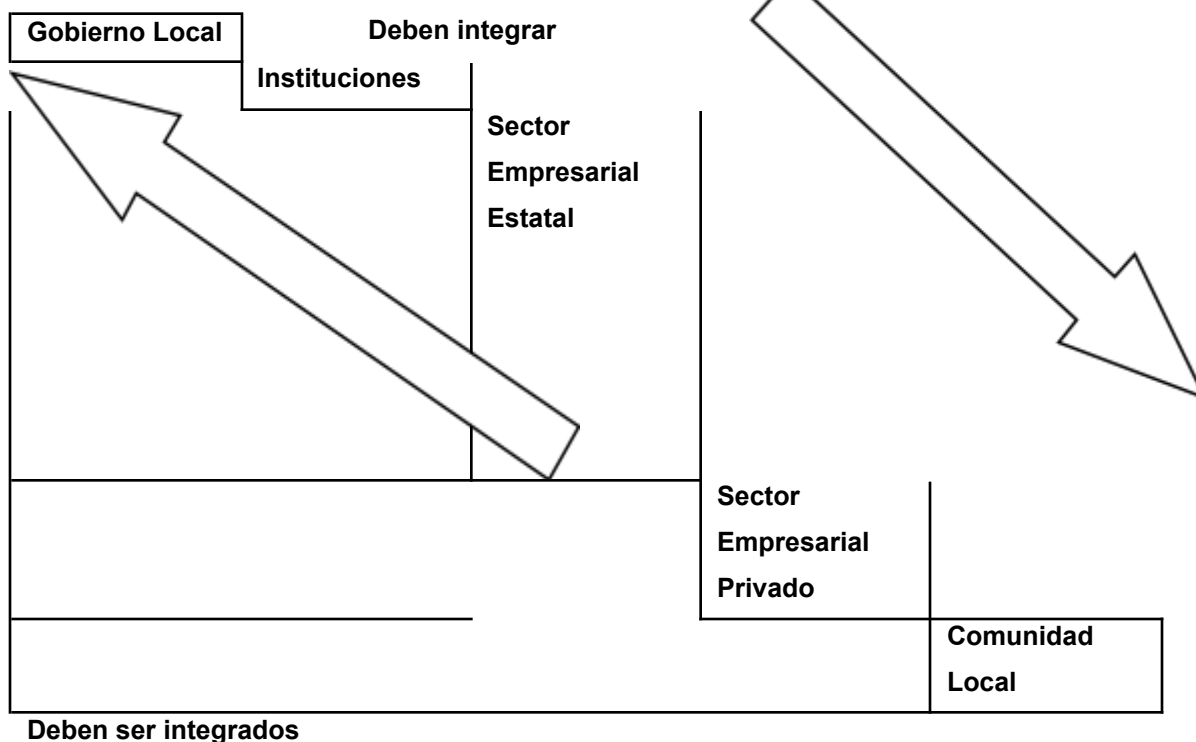 Gobierno Local
Deben integrar
Instituciones
Sector
Empresarial
Estatal
Sector
Empresarial
Privado
Comunidad
Local
Deben ser integrados